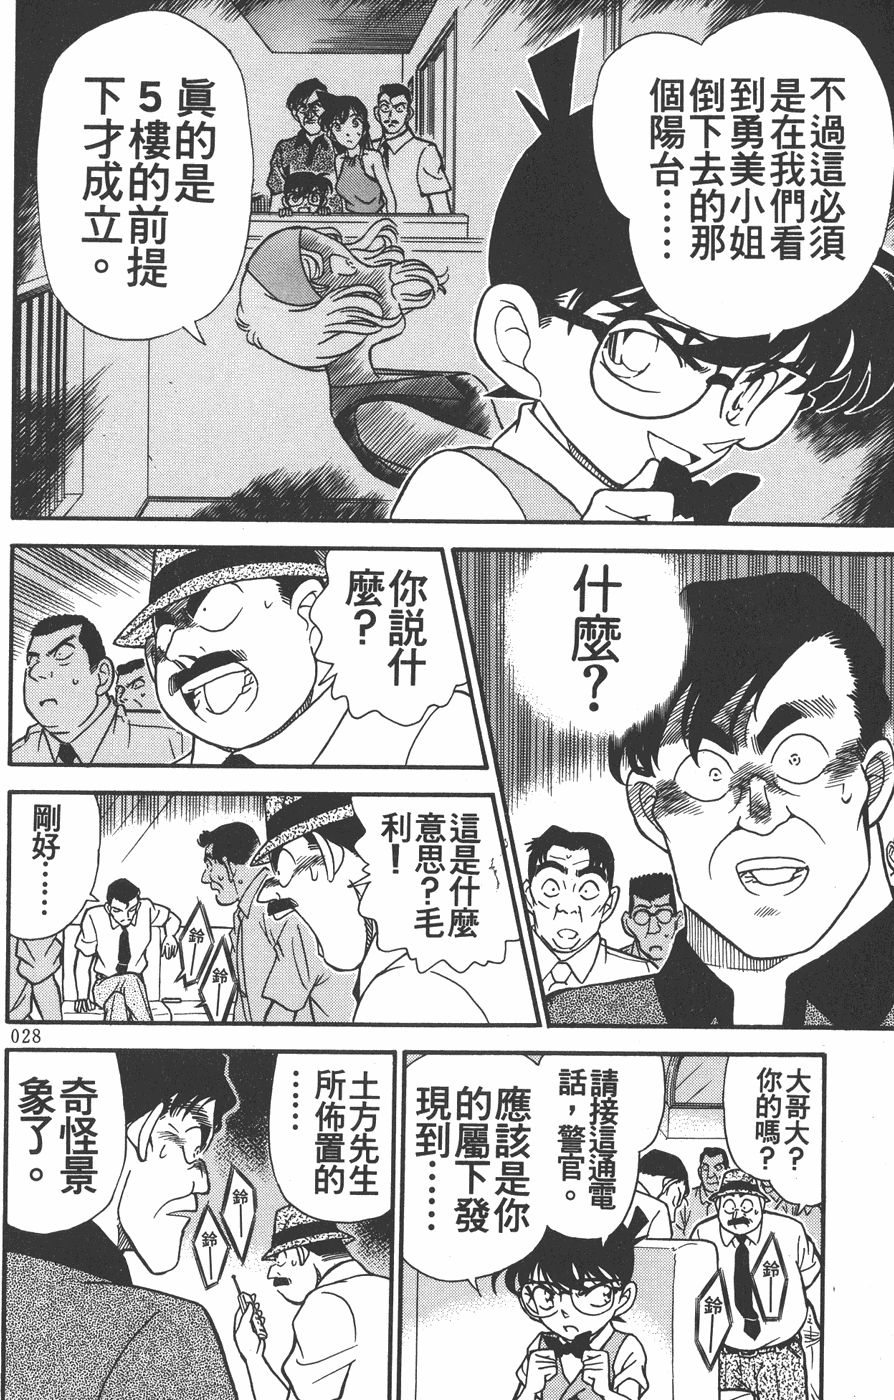 不過這必須
是在我們看
到勇美小姐
倒下去的那
個陽台……
真的是
5樓的前提
下才成立。
什麼？
你説什
麼？
這是什麼
意思？毛
利！
鈴
鈴
剛好……
028
大哥大？
你的嗎？
鈴
鈴
請接這通電
話，警官。
應該是你
的屬下發
現到……
土方先生
所佈置的
……
鈴
鈴
奇怪景
象了。